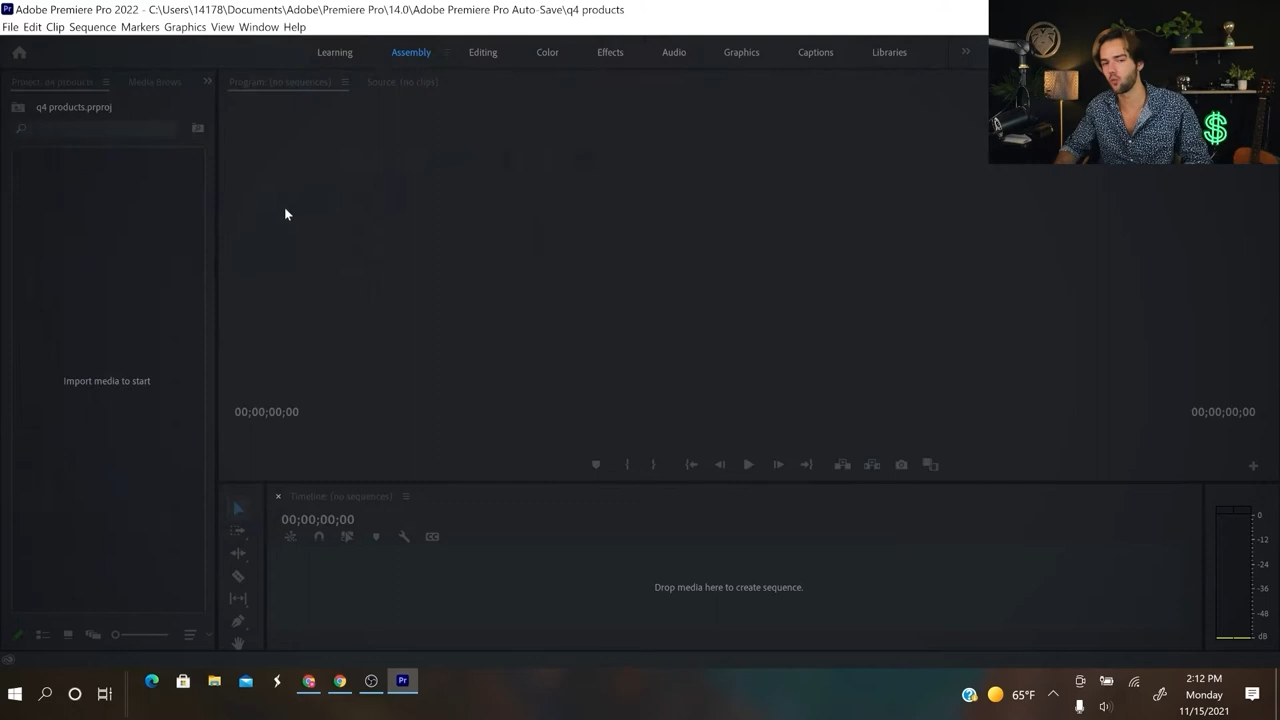 Adobe Premiere Pro 2022 - C:\Users\14178\Documents\Adobe\Premiere Pro\14.0\Adobe Premiere Pro Auto-Save\q4 products
File Edit Clip Sequence Markers Graphics View Window Help
Learning Assembly Editing Color Effects Audio Graphics Captions Libraries
Project: q4 products Media Brows Program: (no sequences) Source: (no clips)
q4 products.prproj
$
Import media to start
00;00;00;00 00;00;00;00
Timeline: (no sequences)
00;00;00;00
CC
Drop media here to create sequence.
0
-12
-24
-36
-48
dB
Pr
2:12 PM
65°F Monday
11/15/2021